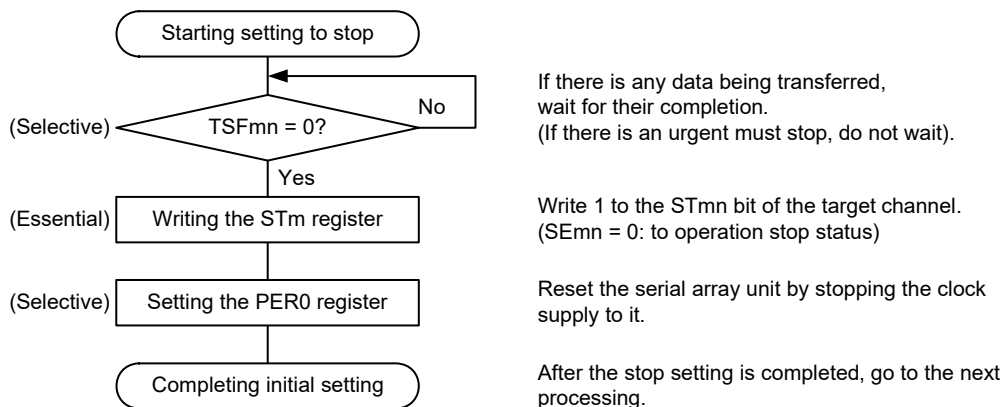 Starting setting to stop
No
If there is any data being transferred,
wait for their completion.
(If there is an urgent must stop, do not wait).
(Selective)
TSFmn = 0?
Yes
(Essential)
Writing the STm register
Write 1 to the STmn bit of the target channel.
(SEmn = 0: to operation stop status)
(Selective)
Setting the PER0 register
Reset the serial array unit by stopping the clock
supply to it.
Completing initial setting
After the stop setting is completed, go to the next
processing.